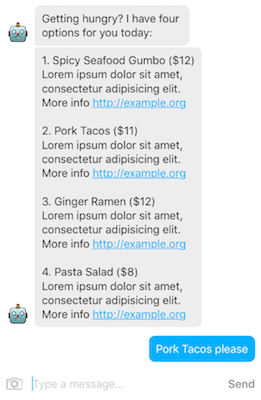 Getting hungry? I have four
options for you today:
1. Spicy Seafood Gumbo ($12)
Lorem ipsum dolor sit amet,
consectetur adipisicing elit.
More info http://example.org
2. Pork Tacos ($11)
Lorem ipsum dolor sit amet,
consectetur adipisicing elit.
More info http://example.org
3. Ginger Ramen ($12)
Lorem ipsum dolor sit amet,
consectetur adipisicing elit.
More info http://example.org
4. Pasta Salad ($8)
Lorem ipsum dolor sit amet,
consectetur adipisicing elit.
More info http://example.org
Pork Tacos please
Type a message... Send